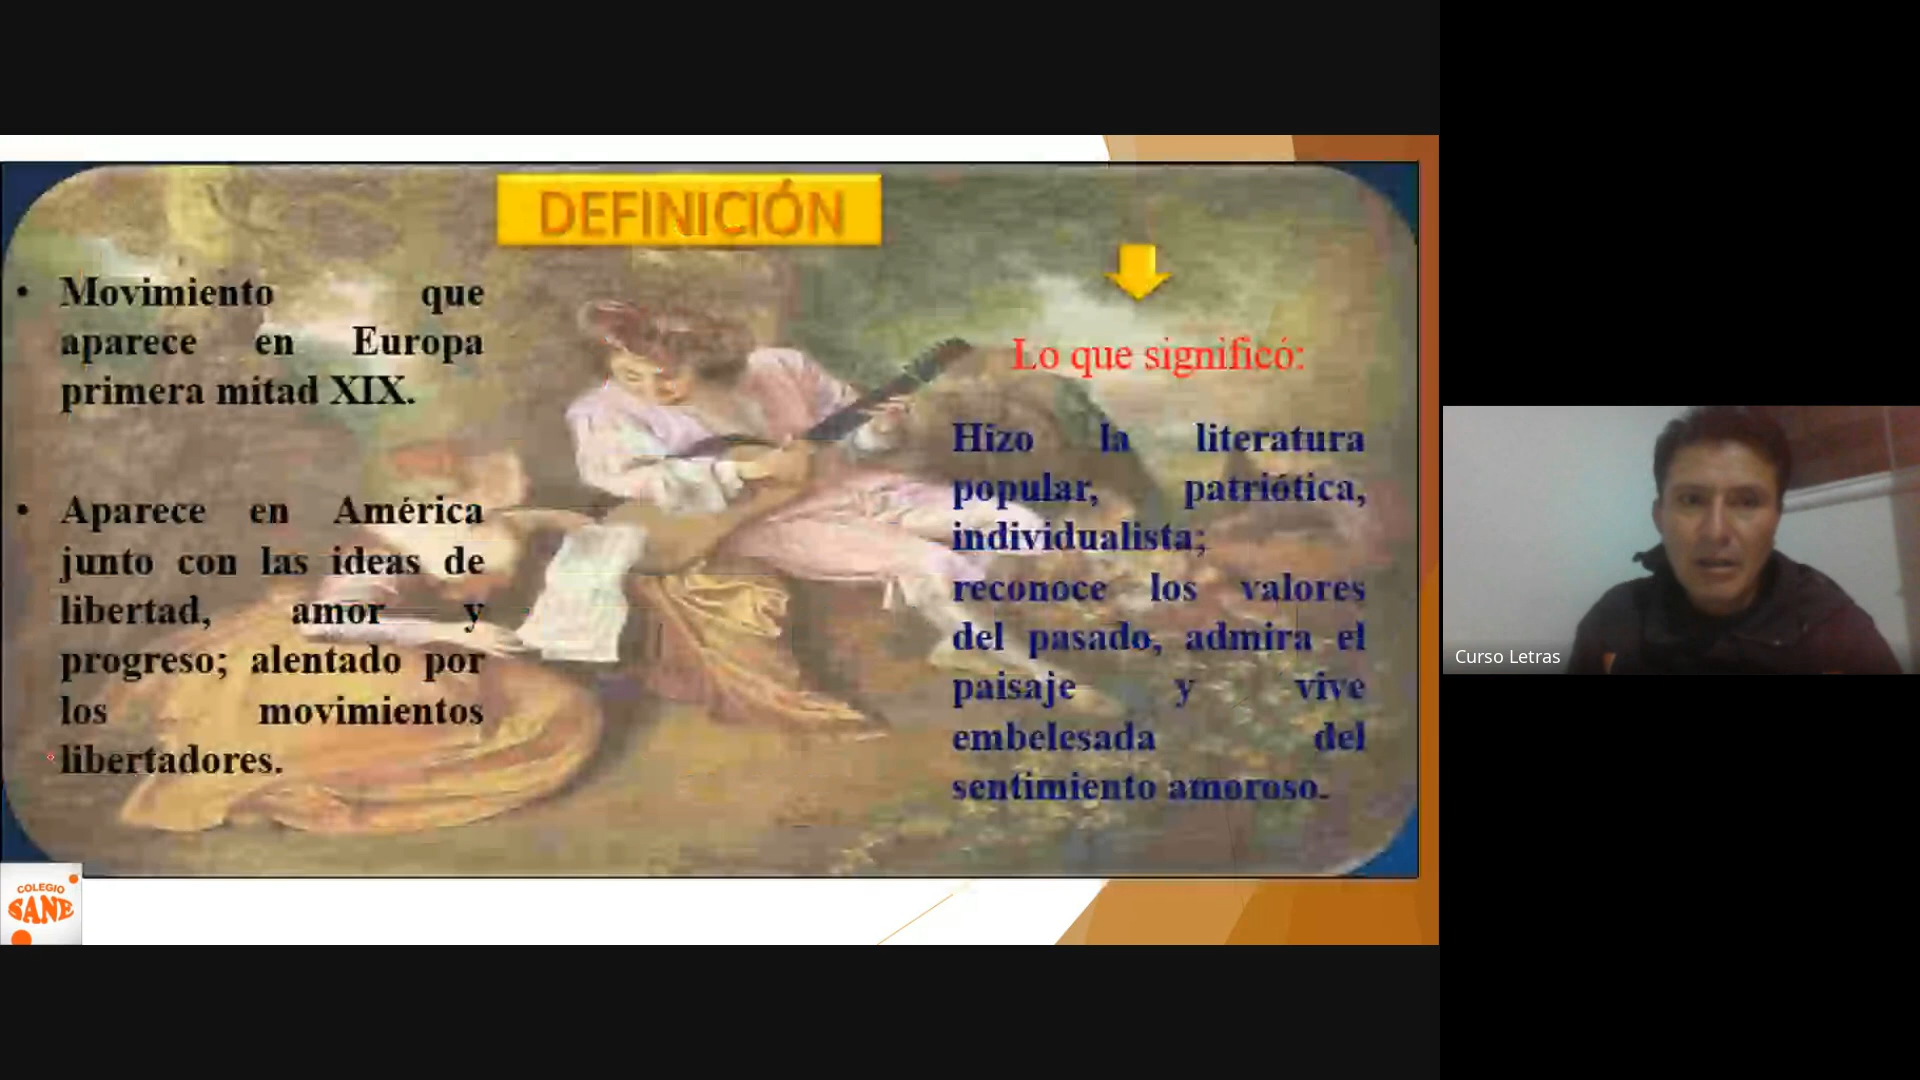 DEFINICIÓN
• Movimiento que
aparece en Europa
primera mitad XIX.
• Aparece en América
junto con las ideas de
libertad, amor y
progreso; alentado por
los movimientos
libertadores.
Lo que significó:
Hizo la literatura
popular, patriótica,
individualista;
reconoce los valores
del pasado, admira el
paisaje y vive
embelesada del
sentimiento amoroso.
COLEGIO
SANE
Curso Letras